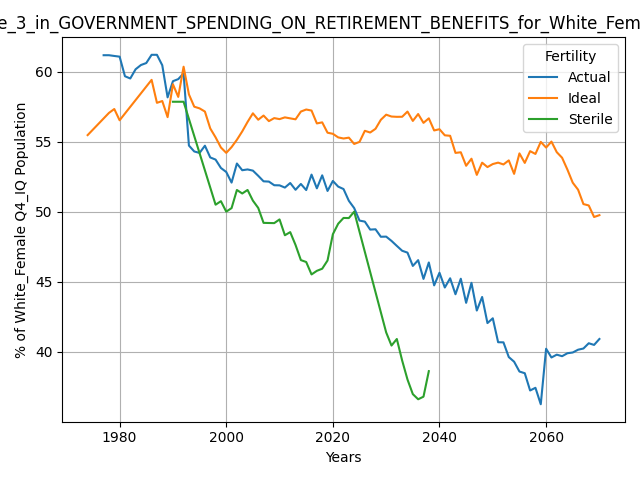 e_3_in_GOVERNMENT_SPENDING_ON_RETIREMENT_BENEFITS_for_White_Fem
Fertility
Actual
Ideal
Sterile
% of White_Female Q4_IQ Population
60
55
50
45
40
1980
2000
2020
2040
2060
Years